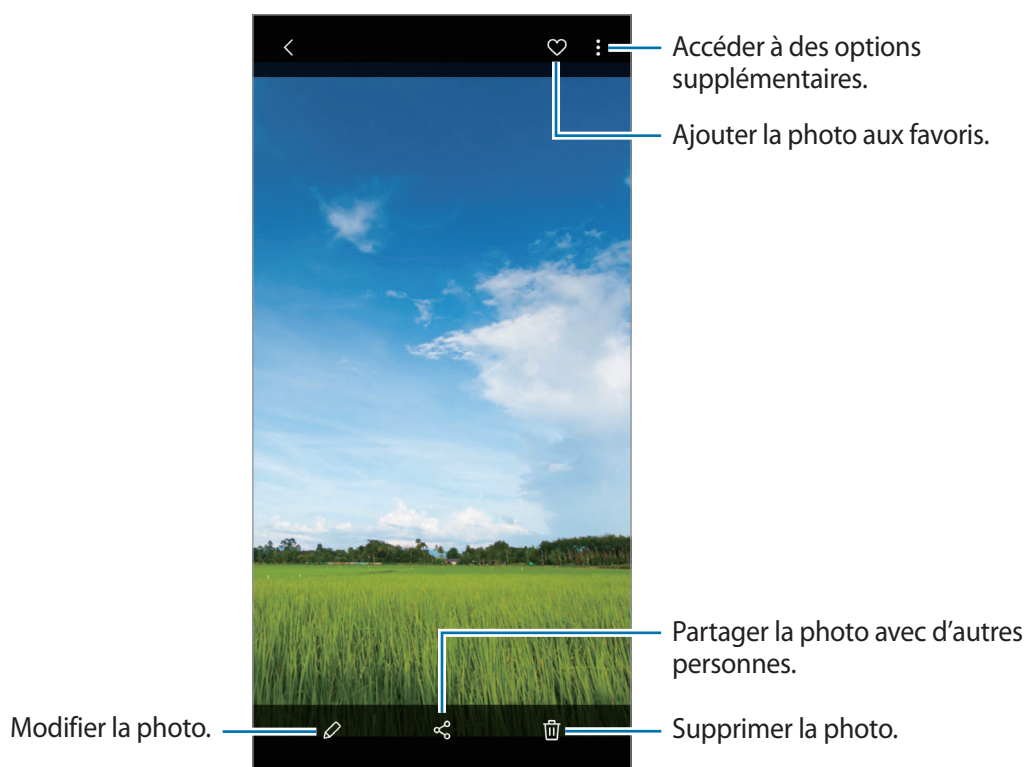 Accéder à des options
supplémentaires.
Ajouter la photo aux favoris.
Partager la photo avec d’autres
personnes.
Modifier la photo.
Supprimer la photo.